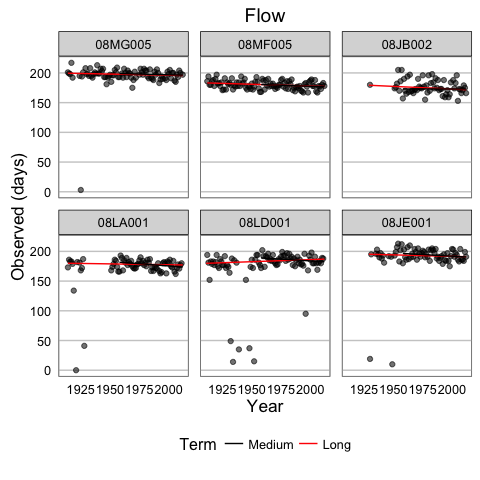 Flow
08MG005 08MF005 08JB002
200
150
100
50
0
08LA001 08LD001 08JE001
200
150
100
50
0
Observed (days)
1925 1950 1975 2000 1925 1950 1975 2000 1925 1950 1975 2000
Year
Term Medium Long